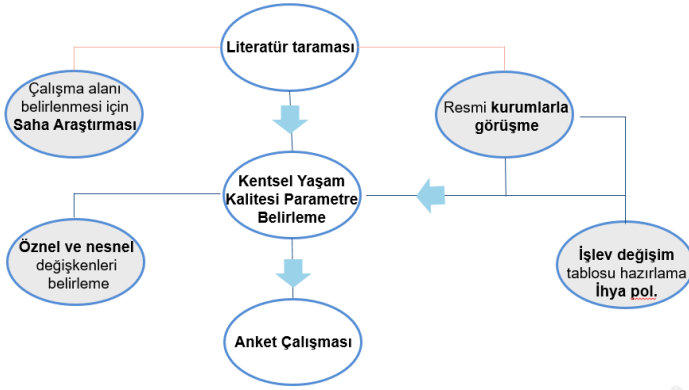 Literatür taraması
Çalışma alanı
belirlenmesi için
Saha Araştırması
Resmi kurumlarla
görüşme
Kentsel Yaşam
Kalitesi Parametre
Belirleme
Öznel ve nesnel
değişkenleri
belirleme
İşlev değişim
tablosu hazırlama
İhya pol.
Anket Çalışması